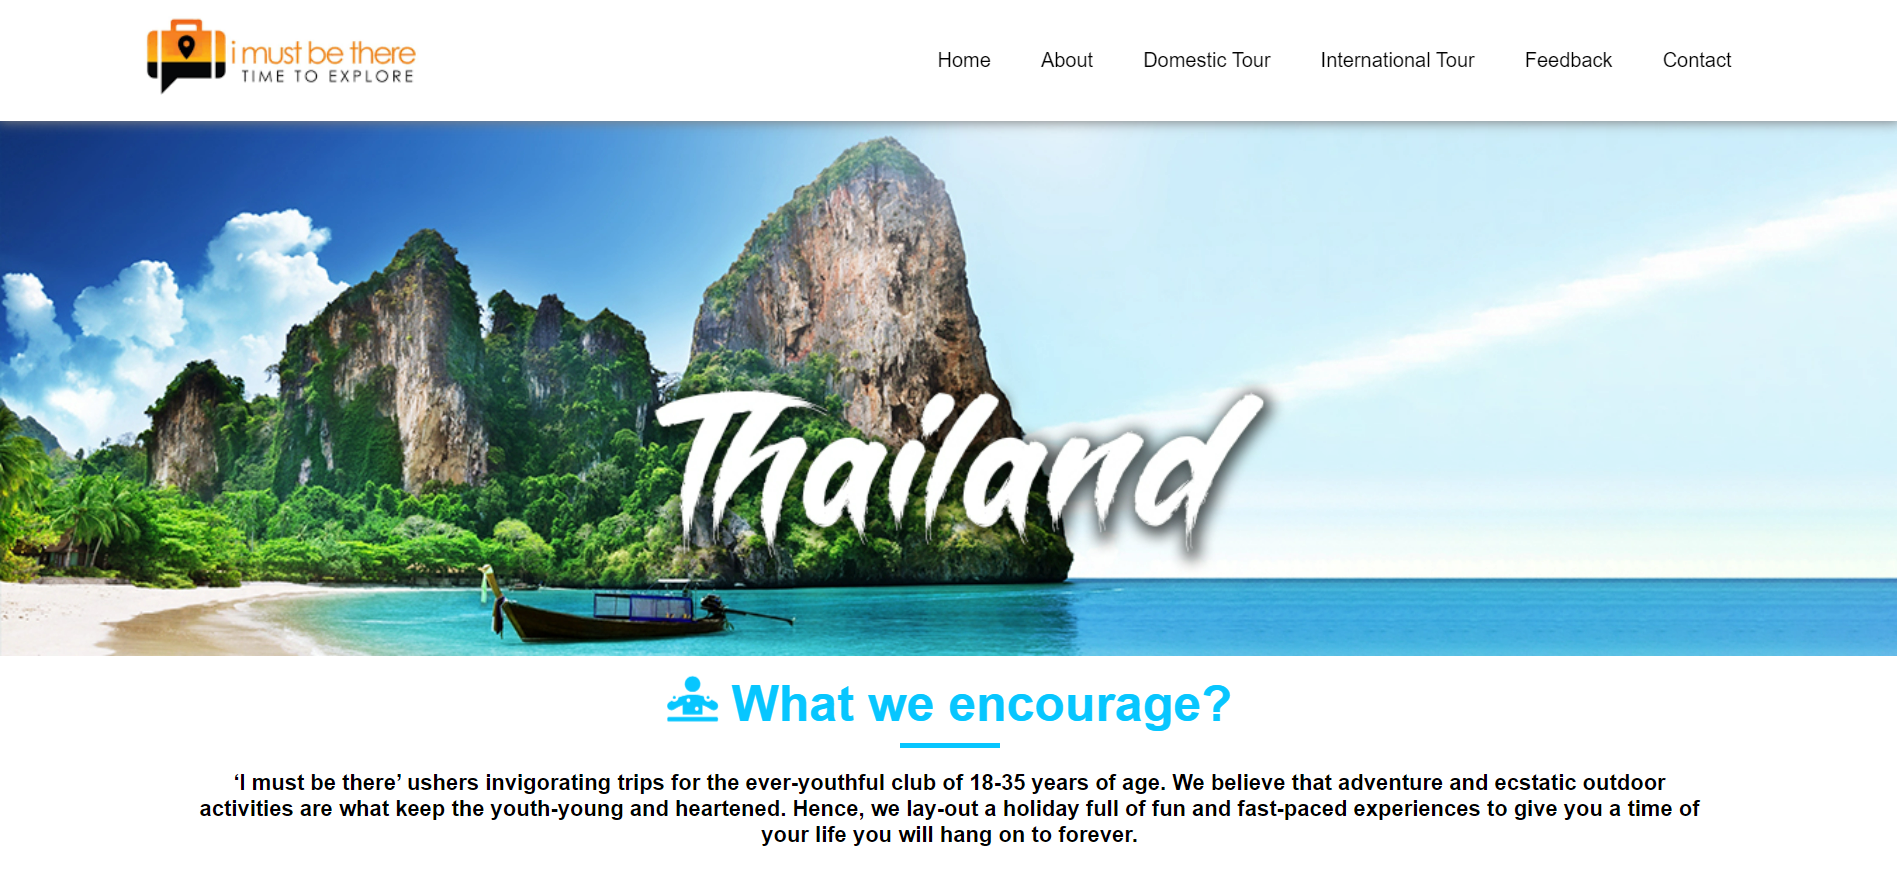 i must be there
TIME TO EXPLORE
Home About Domestic Tour International Tour Feedback Contact
Thailand
What we encourage?
‘I must be there’ ushers invigorating trips for the ever-youthful club of 18-35 years of age. We believe that adventure and ecstatic outdoor
activities are what keep the youth-young and heartened. Hence, we lay-out a holiday full of fun and fast-paced experiences to give you a time of
your life you will hang on to forever.